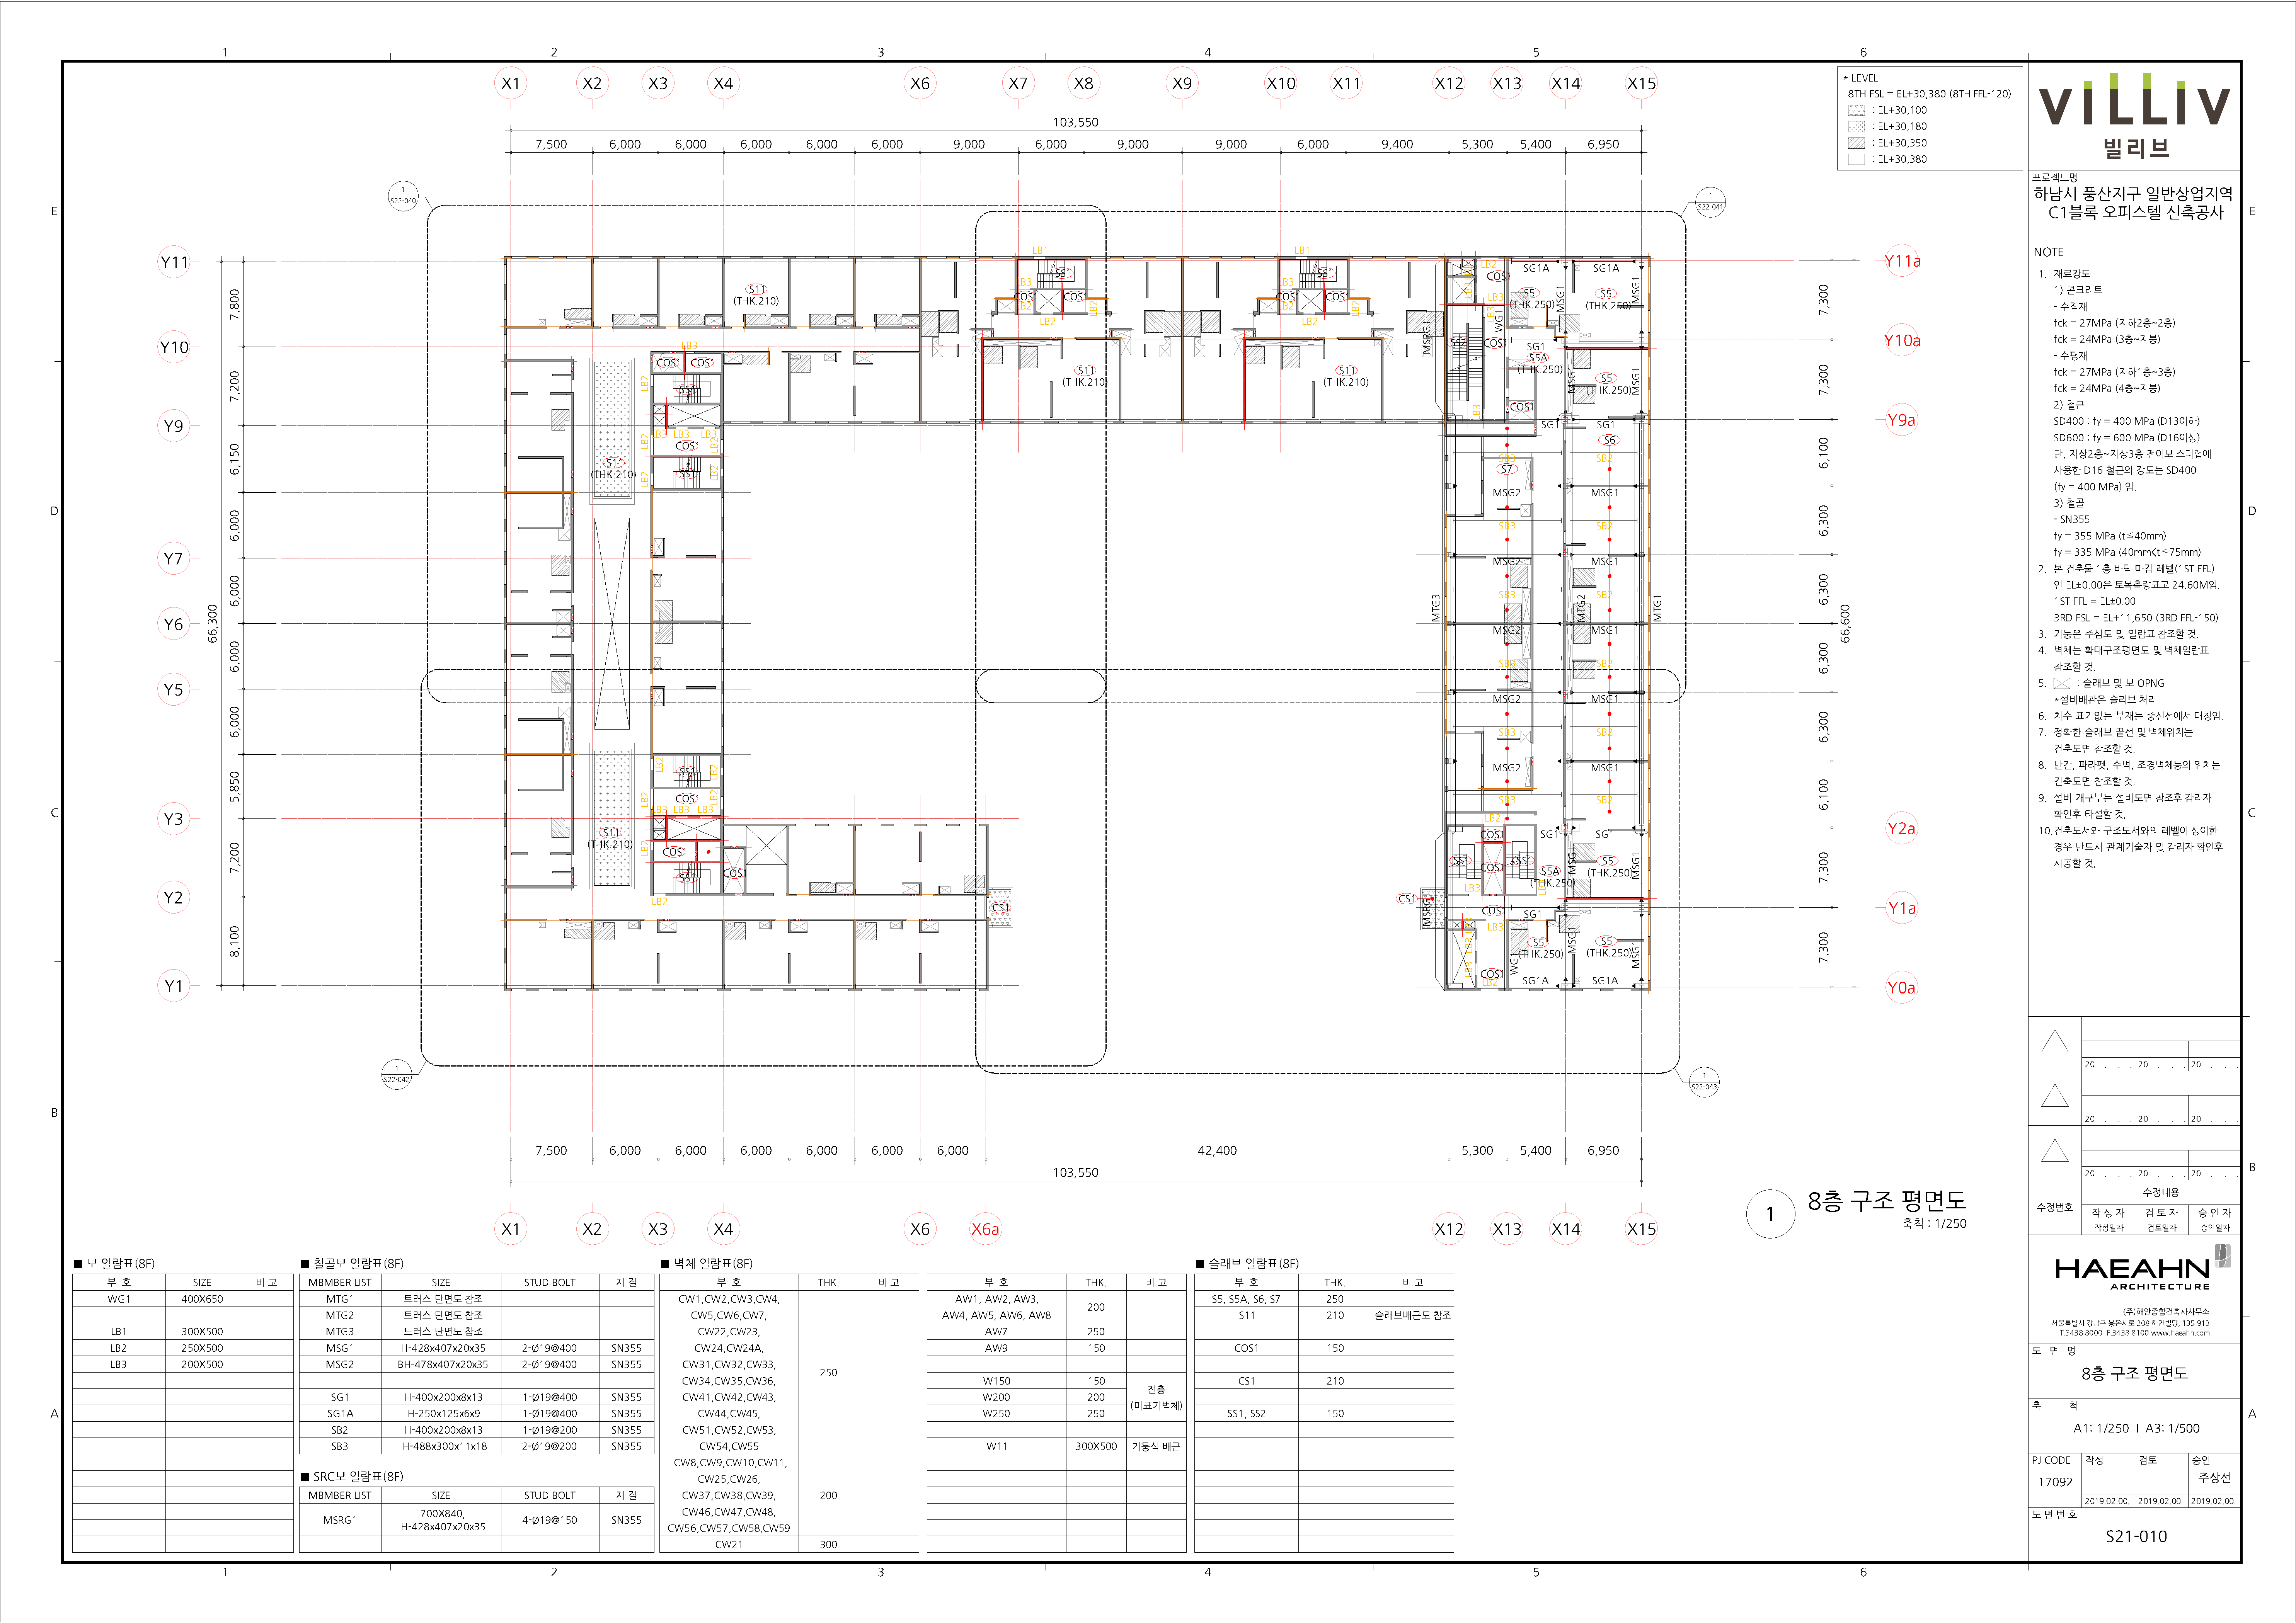 1 2 3 4 5 6
X1 X2 X3 X4 X6 X7 X8 X9 X10 X11 X12 X13 X14 X15
103,550
7,500 6,000 6,000 6,000 6,000 6,000 9,000 6,000 9,000 9,000 6,000 9,400 5,300 5,400 6,950
* LEVEL
8TH FSL = EL+30,380 (8TH FFL-120)
: EL+30,100
: EL+30,180
: EL+30,350
: EL+30,380
VILLIV
빌리브
프로젝트명
하남시 풍산지구 일반상업지역
C1블록 오피스텔 신축공사
NOTE
1. 재료강도
1) 콘크리트
- 수직재
fck = 27MPa (지하2층~2층)
fck = 24MPa (3층~지붕)
- 수평재
fck = 27MPa (지하1층~3층)
fck = 24MPa (4층~지붕)
2) 철근
SD400 : fy = 400 MPa (D13이하)
SD600 : fy = 600 MPa (D16이상)
단, 지상2층~지상3층 전이보 스터럽에
사용한 D16 철근의 강도는 SD400
(fy = 400 MPa) 임.
3) 철골
- SN355
fy = 355 MPa (t≦40mm)
fy = 335 MPa (40mm<t≦75mm)
2. 본 건축물 1층 바닥 마감 레벨(1ST FFL)
인 EL±0.00은 토목측량표고 24.60M임.
1ST FFL = EL±0.00
3RD FSL = EL+11,650 (3RD FFL-150)
3. 기둥은 주심도 및 일람표 참조할 것.
4. 벽체는 확대구조평면도 및 벽체일람표
참조할 것.
5. : 슬래브 및 보 OPNG
*설비배관은 슬리브 처리
6. 치수 표기없는 부재는 중신선에서 대칭임.
7. 정확한 슬래브 끝선 및 벽체위치는
건축도면 참조할 것.
8. 난간, 파라펫, 수벽, 조경벽체등의 위치는
건축도면 참조할 것.
9. 설비 개구부는 설비도면 참조후 감리자
확인후 타설할 것.
10.건축도서와 구조도서와의 레벨이 상이한
경우 반드시 관계기술자 및 감리자 확인후
시공할 것.
E D C B A
1 S22-040
1 S22-041
1 S22-042
1 S22-043
Y11 Y10 Y9 Y7 Y6 Y5 Y3 Y2 Y1
7,800 7,200 6,150 6,000 6,000 6,000 6,000 5,850 7,200 8,100
66,300
Y11a Y10a Y9a Y2a Y1a Y0a
7,300 7,300 6,100 6,300 6,300 6,300 6,300 6,100 7,300 7,300
66,600
LB1 LB1
S11
(THK.210)
SS1 COS1 LB2 LB3
S11
(THK.210)
S11
(THK.210)
S11
(THK.210)
S11
(THK.210)
SG1A SG1A
S5
(THK.250)
S5
(THK.250)
MSRG1 SS2 WG1 MSG1
SG1
S5A
(THK.250)
S5
(THK.250)
SG1 SG1
S6
S7
MSG2 MSG1
SB3 SB2
MTG3 MTG2 MTG1
CS1 CS1
S5A
(THK.250)
S5
(THK.250)
S5
(THK.250)
S5
(THK.250)
SG1A SG1A
7,500 6,000 6,000 6,000 6,000 6,000 6,000 42,400 5,300 5,400 6,950
103,550
X1 X2 X3 X4 X6 X6a X12 X13 X14 X15
1 8층 구조 평면도
축척 : 1/250
■ 보 일람표(8F)
부 호 SIZE 비 고
WG1 400X650
LB1 300X500
LB2 250X500
LB3 200X500
■ 철골보 일람표(8F)
MBMBER LIST SIZE STUD BOLT 재 질
MTG1 트러스 단면도 참조
MTG2 트러스 단면도 참조
MTG3 트러스 단면도 참조
MSG1 H-428x407x20x35 2-Ø19@400 SN355
MSG2 BH-478x407x20x35 2-Ø19@400 SN355
SG1 H-400x200x8x13 1-Ø19@400 SN355
SG1A H-250x125x6x9 1-Ø19@400 SN355
SB2 H-400x200x8x13 1-Ø19@200 SN355
SB3 H-488x300x11x18 2-Ø19@200 SN355
■ SRC보 일람표(8F)
MBMBER LIST SIZE STUD BOLT 재 질
MSRG1 700X840, H-428x407x20x35 4-Ø19@150 SN355
■ 벽체 일람표(8F)
부 호 THK. 비 고
CW1,CW2,CW3,CW4,
CW5,CW6,CW7,
CW22,CW23,
CW24,CW24A,
CW31,CW32,CW33,
CW34,CW35,CW36,
CW41,CW42,CW43,
CW44,CW45,
CW51,CW52,CW53,
CW54,CW55
250
CW8,CW9,CW10,CW11,
CW25,CW26,
CW37,CW38,CW39,
CW46,CW47,CW48,
CW56,CW57,CW58,CW59
200
CW21 300
부 호 THK. 비 고
AW1, AW2, AW3,
AW4, AW5, AW6, AW8
200
AW7 250
AW9 150
W150 150
W200 200
W250 250
전층
(미표기벽체)
W11 300X500 기둥식 배근
■ 슬래브 일람표(8F)
부 호 THK. 비 고
S5, S5A, S6, S7 250
S11 210 슬래브배근도 참조
COS1 150
CS1 210
SS1, SS2 150
20 . . . 20 . . . 20 . . .
20 . . . 20 . . . 20 . . .
20 . . . 20 . . . 20 . . .
수정번호 수정내용
작 성 자 검 토 자 승 인 자
작성일자 검토일자 승인일자
HAEAHN
ARCHITECTURE
(주)해안종합건축사사무소
서울특별시 강남구 봉은사로 208 해안빌딩, 135-913
T.3438 8000 F.3438 8100 www.haeahn.com
도 면 명
8층 구조 평면도
축 척
A1: 1/250 I A3: 1/500
PJ CODE 작성 검토 승인
17092 주상선
2019.02.00. 2019.02.00. 2019.02.00.
도 면 번 호
S21-010